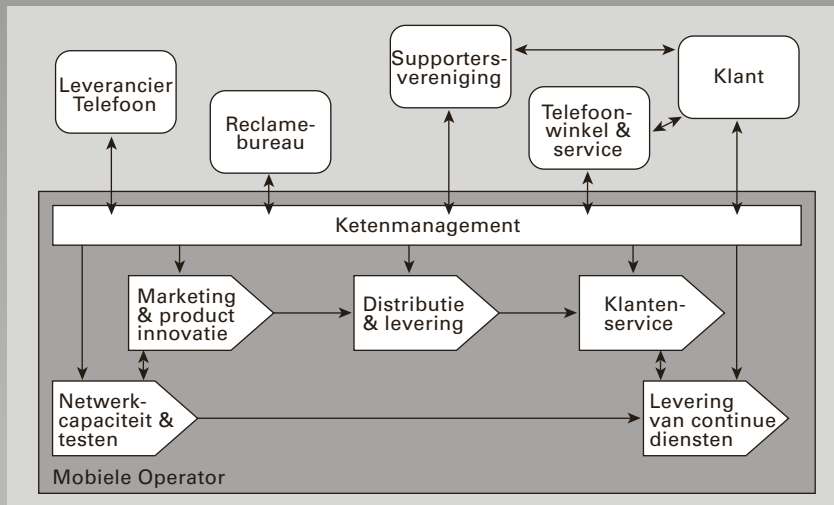 Leverancier
Telefoon
Reclame-
bureau
Supporters-
vereniging
Telefoon-
winkel &
service
Klant
Ketenmanagement
Marketing
& product
innovatie
Distributie
& levering
Klanten-
service
Netwerk-
capaciteit &
testen
Levering
van continue
diensten
Mobiele Operator